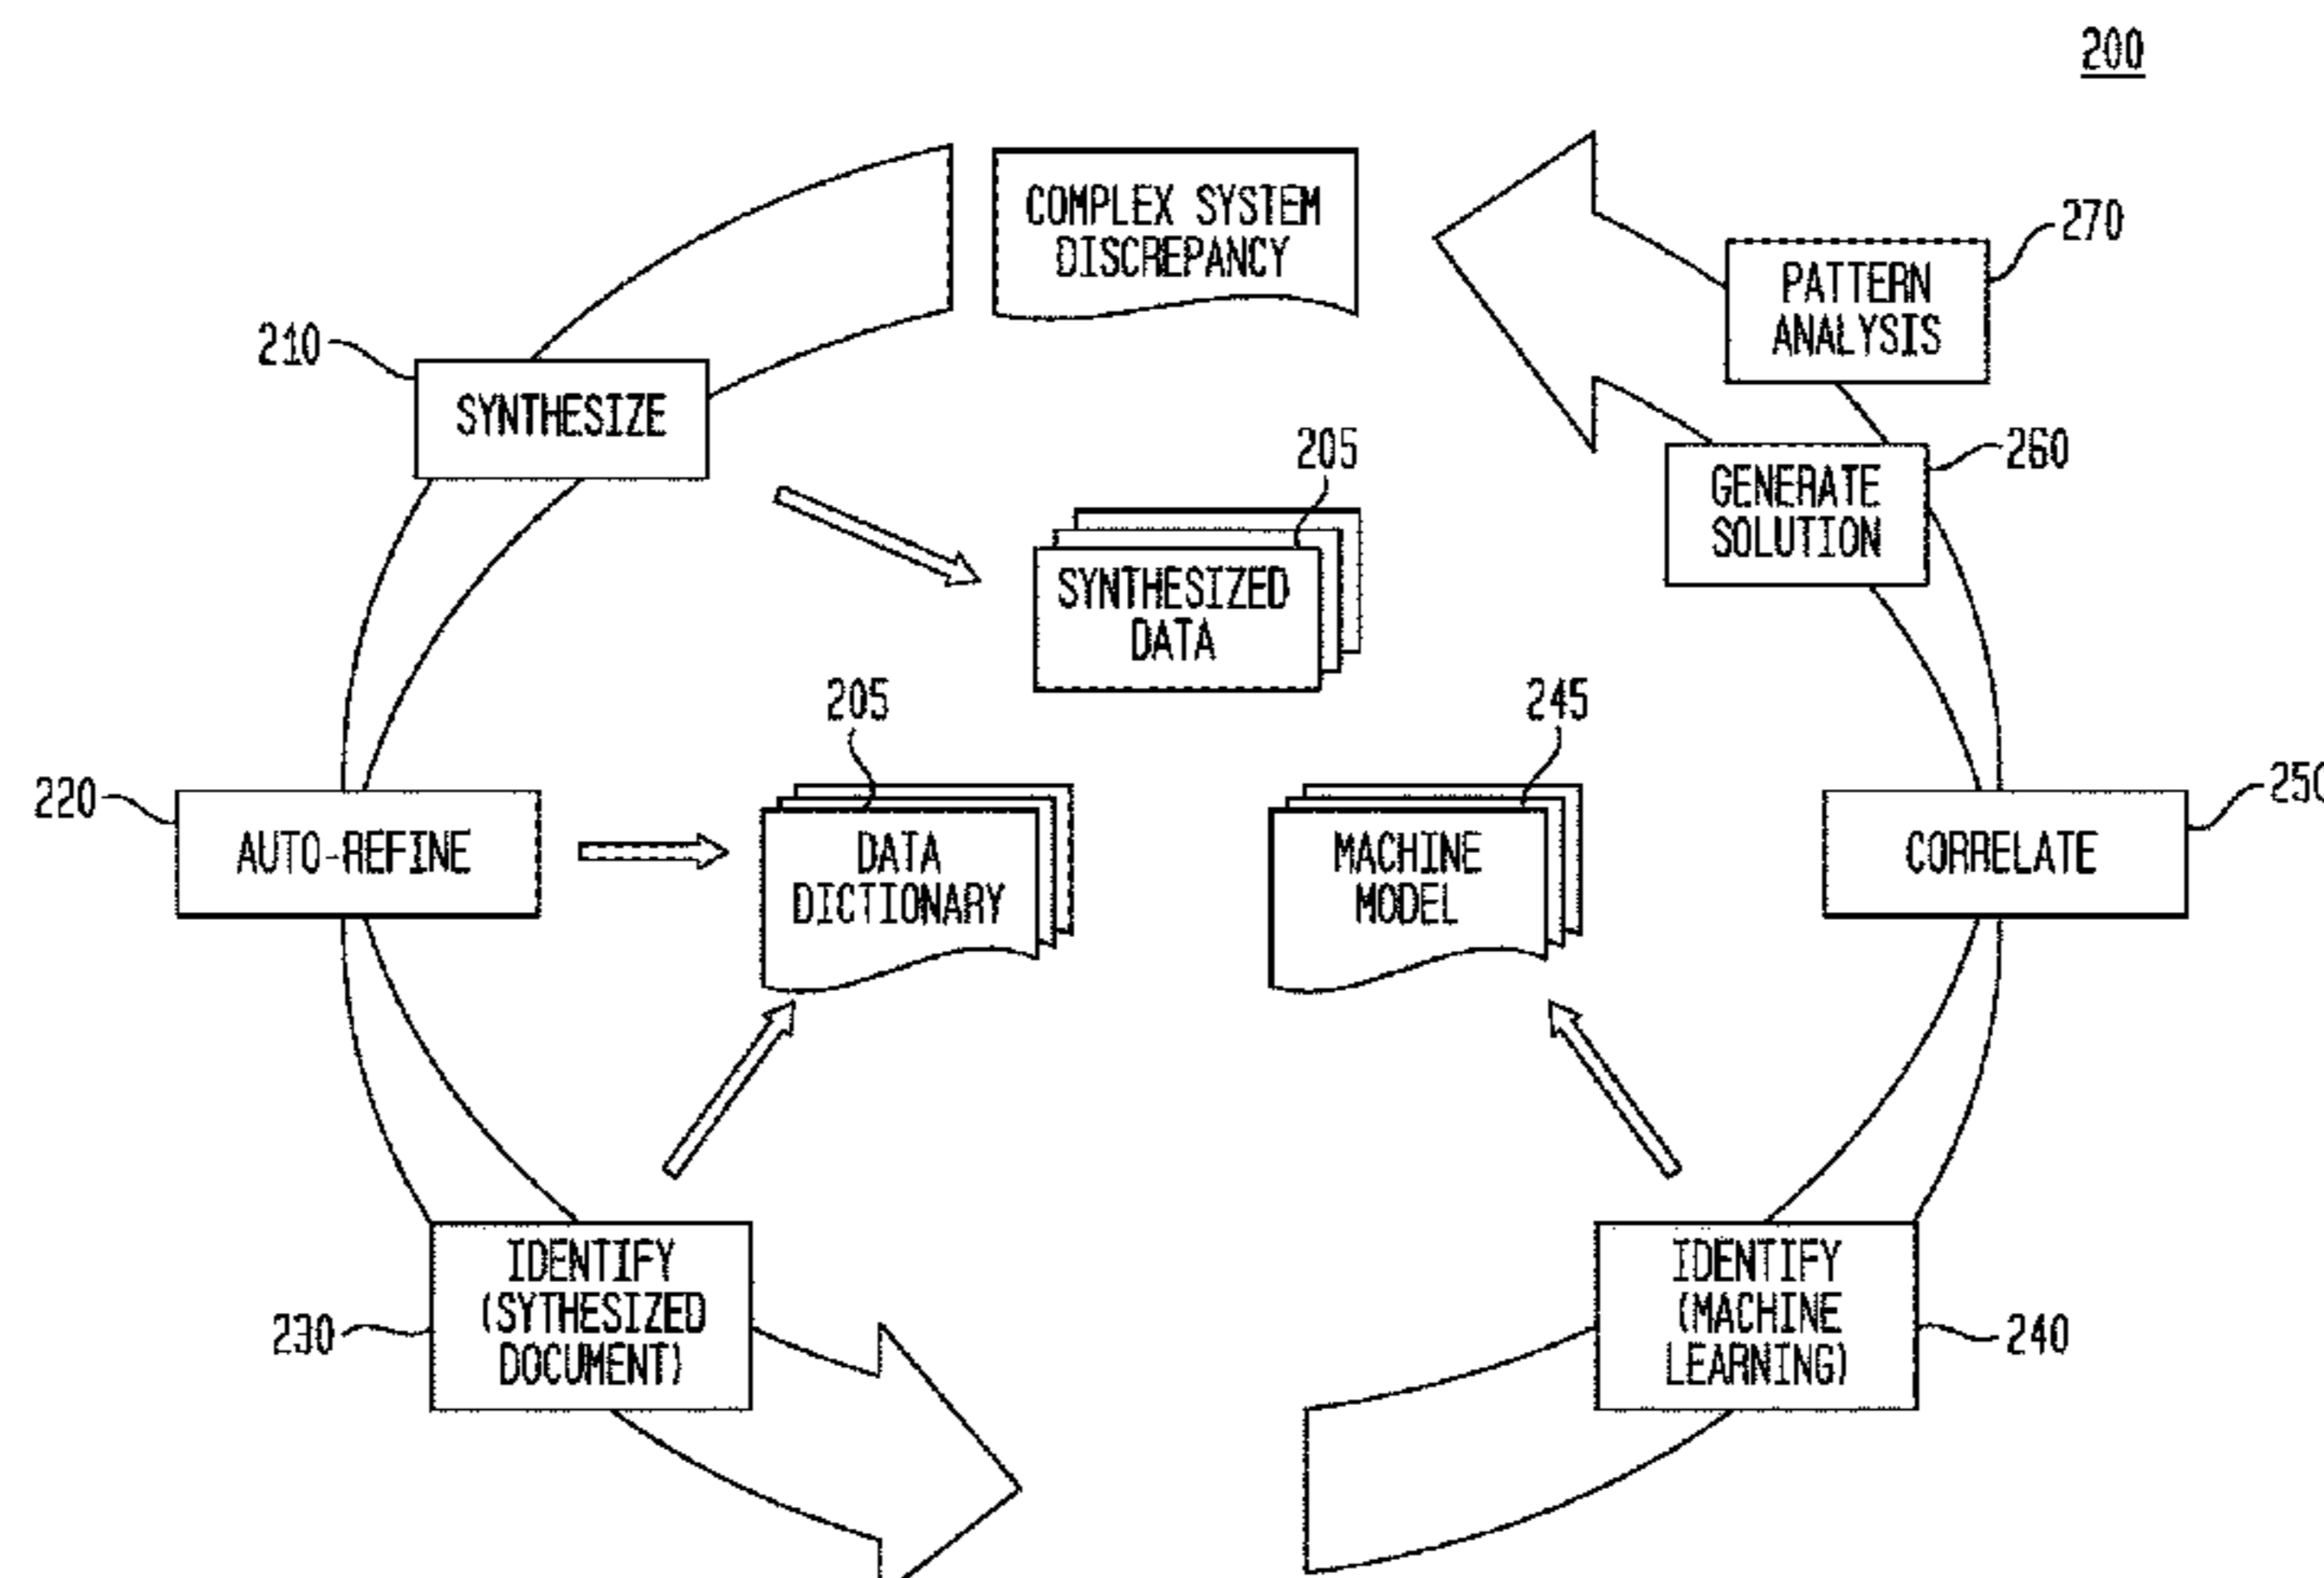 200
COMPLEX SYSTEM
DISCREPANCY
270
PATTERN
ANALYSIS
210
SYNTHESIZE
260
GENERATE
SOLUTION
205
SYNTHESIZED
DATA
205
245
220
AUTO-REFINE
DATA
DICTIONARY
MACHINE
MODEL
250
CORRELATE
230
IDENTIFY
(SYTHESIZED
DOCUMENT)
IDENTIFY
(MACHINE
LEARNING)
240